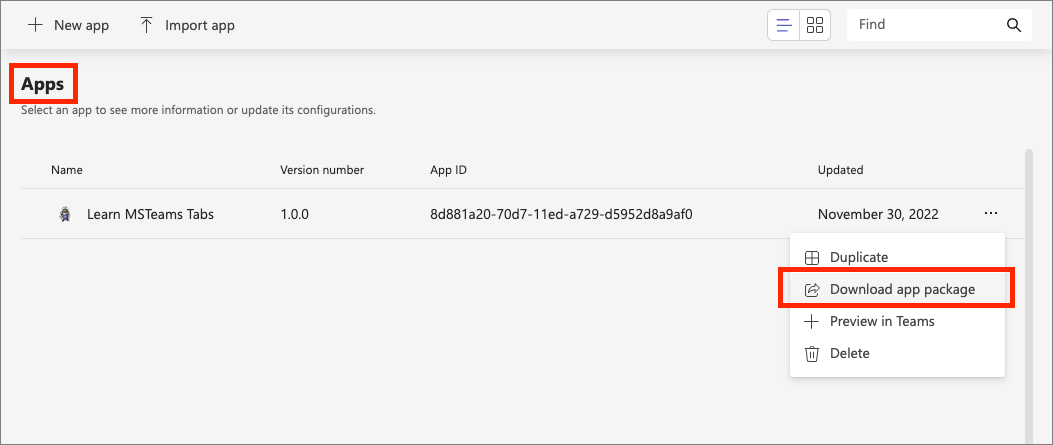 New app Import app Find
Apps
Select an app to see more information or update its configurations.
Name Version number App ID Updated
Learn MSTeams Tabs 1.0.0 8d881a20-70d7-11ed-a729-d5952d8a9af0 November 30, 2022 ...
Duplicate
Download app package
Preview in Teams
Delete